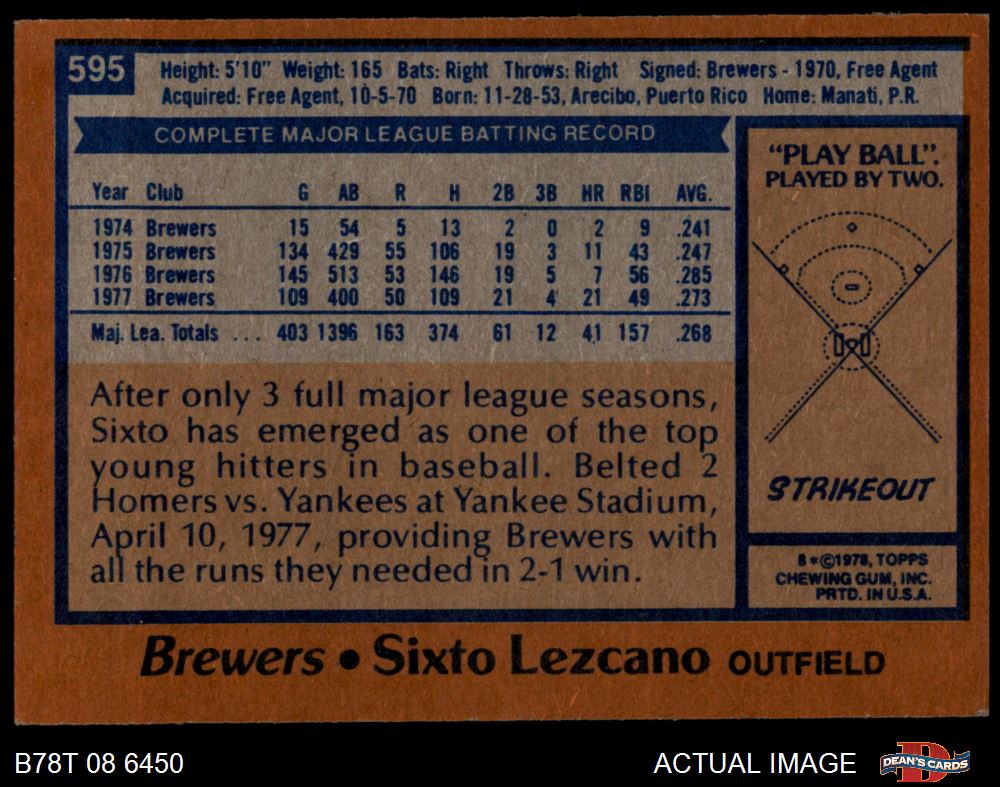 595
Height: 5'10" Weight: 165 Bats: Right Throws: Right Signed: Brewers - 1970, Free Agent
Acquired: Free Agent, 10-5-70 Born: 11-28-53, Arecibo, Puerto Rico Home: Manati, P.R.
COMPLETE MAJOR LEAGUE BATTING RECORD
Year Club G AB R H 2B 3B HR RBI AVG.
1974 Brewers 15 54 5 13 2 0 2 9 .241
1975 Brewers 134 429 55 106 19 3 11 43 .247
1976 Brewers 145 513 53 146 19 5 7 56 .285
1977 Brewers 109 400 50 109 21 4 21 49 .273
Maj. Lea. Totals ... 403 1396 163 374 61 12 41 157 .268
After only 3 full major league seasons,
Sixto has emerged as one of the top
young hitters in baseball. Belted 2
Homers vs. Yankees at Yankee Stadium,
April 10, 1977, providing Brewers with
all the runs they needed in 2-1 win.
"PLAY BALL".
PLAYED BY TWO.
STRIKEOUT
8*©1978, TOPPS
CHEWING GUM, INC.
PRTD. IN U.S.A.
Brewers • Sixto Lezcano OUTFIELD
B78T 08 6450
ACTUAL IMAGE
DEAN'S CARDS